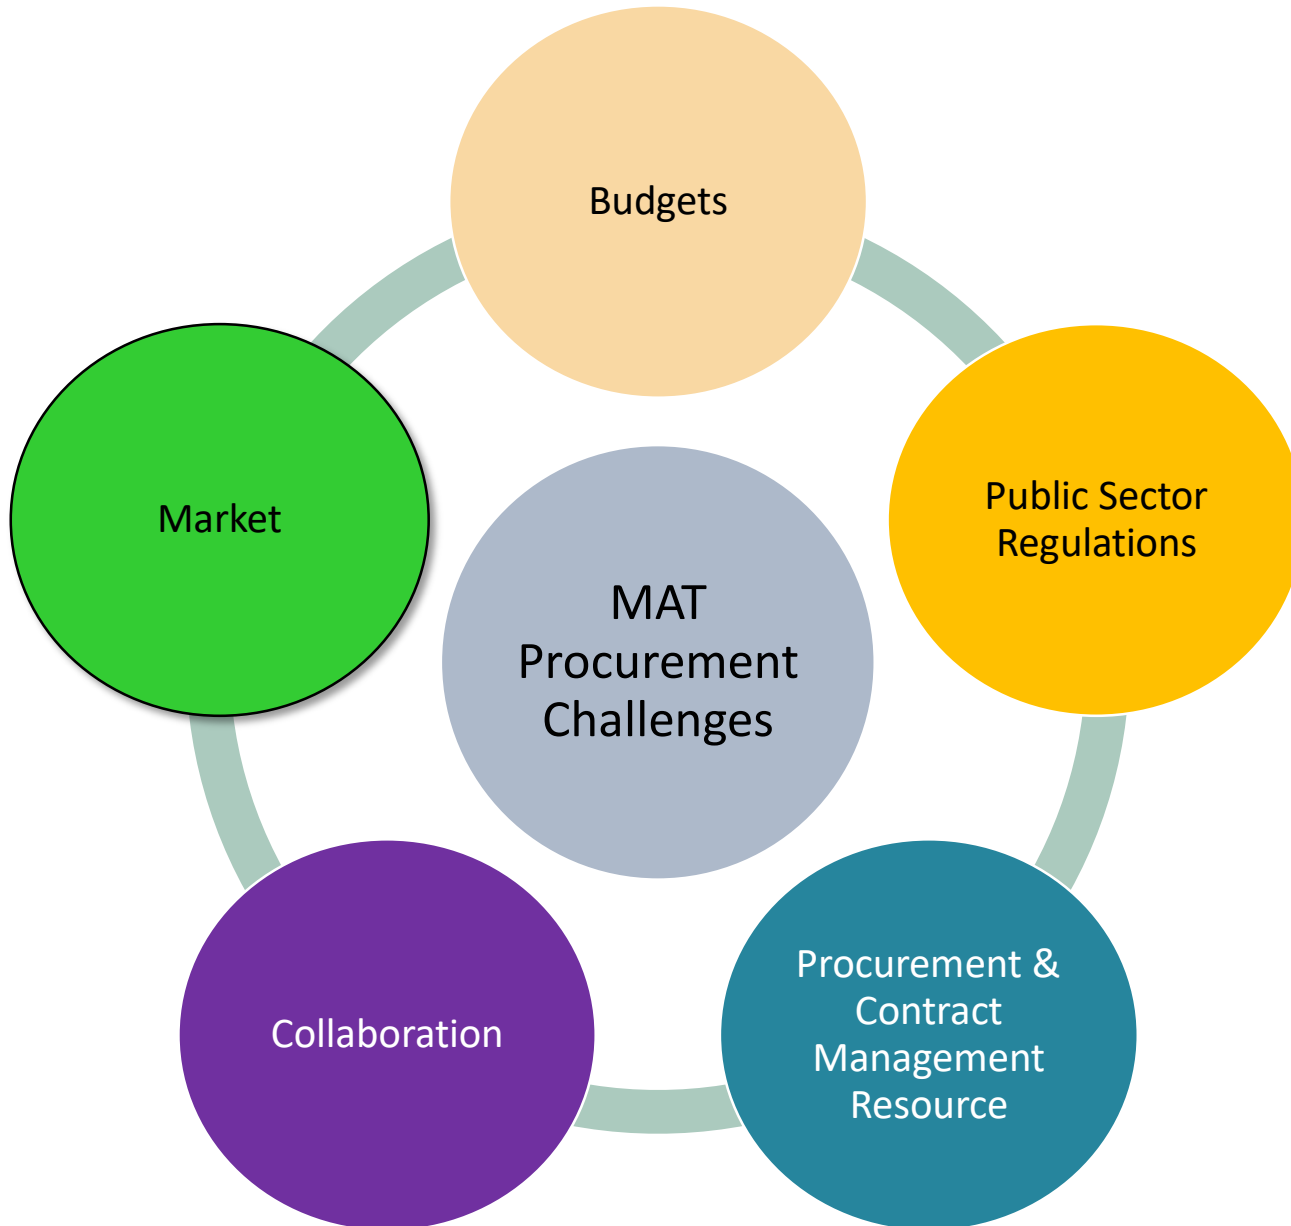 Budgets
Public Sector
Regulations
Market
MAT
Procurement
Challenges
Procurement &
Contract
Management
Resource
Collaboration